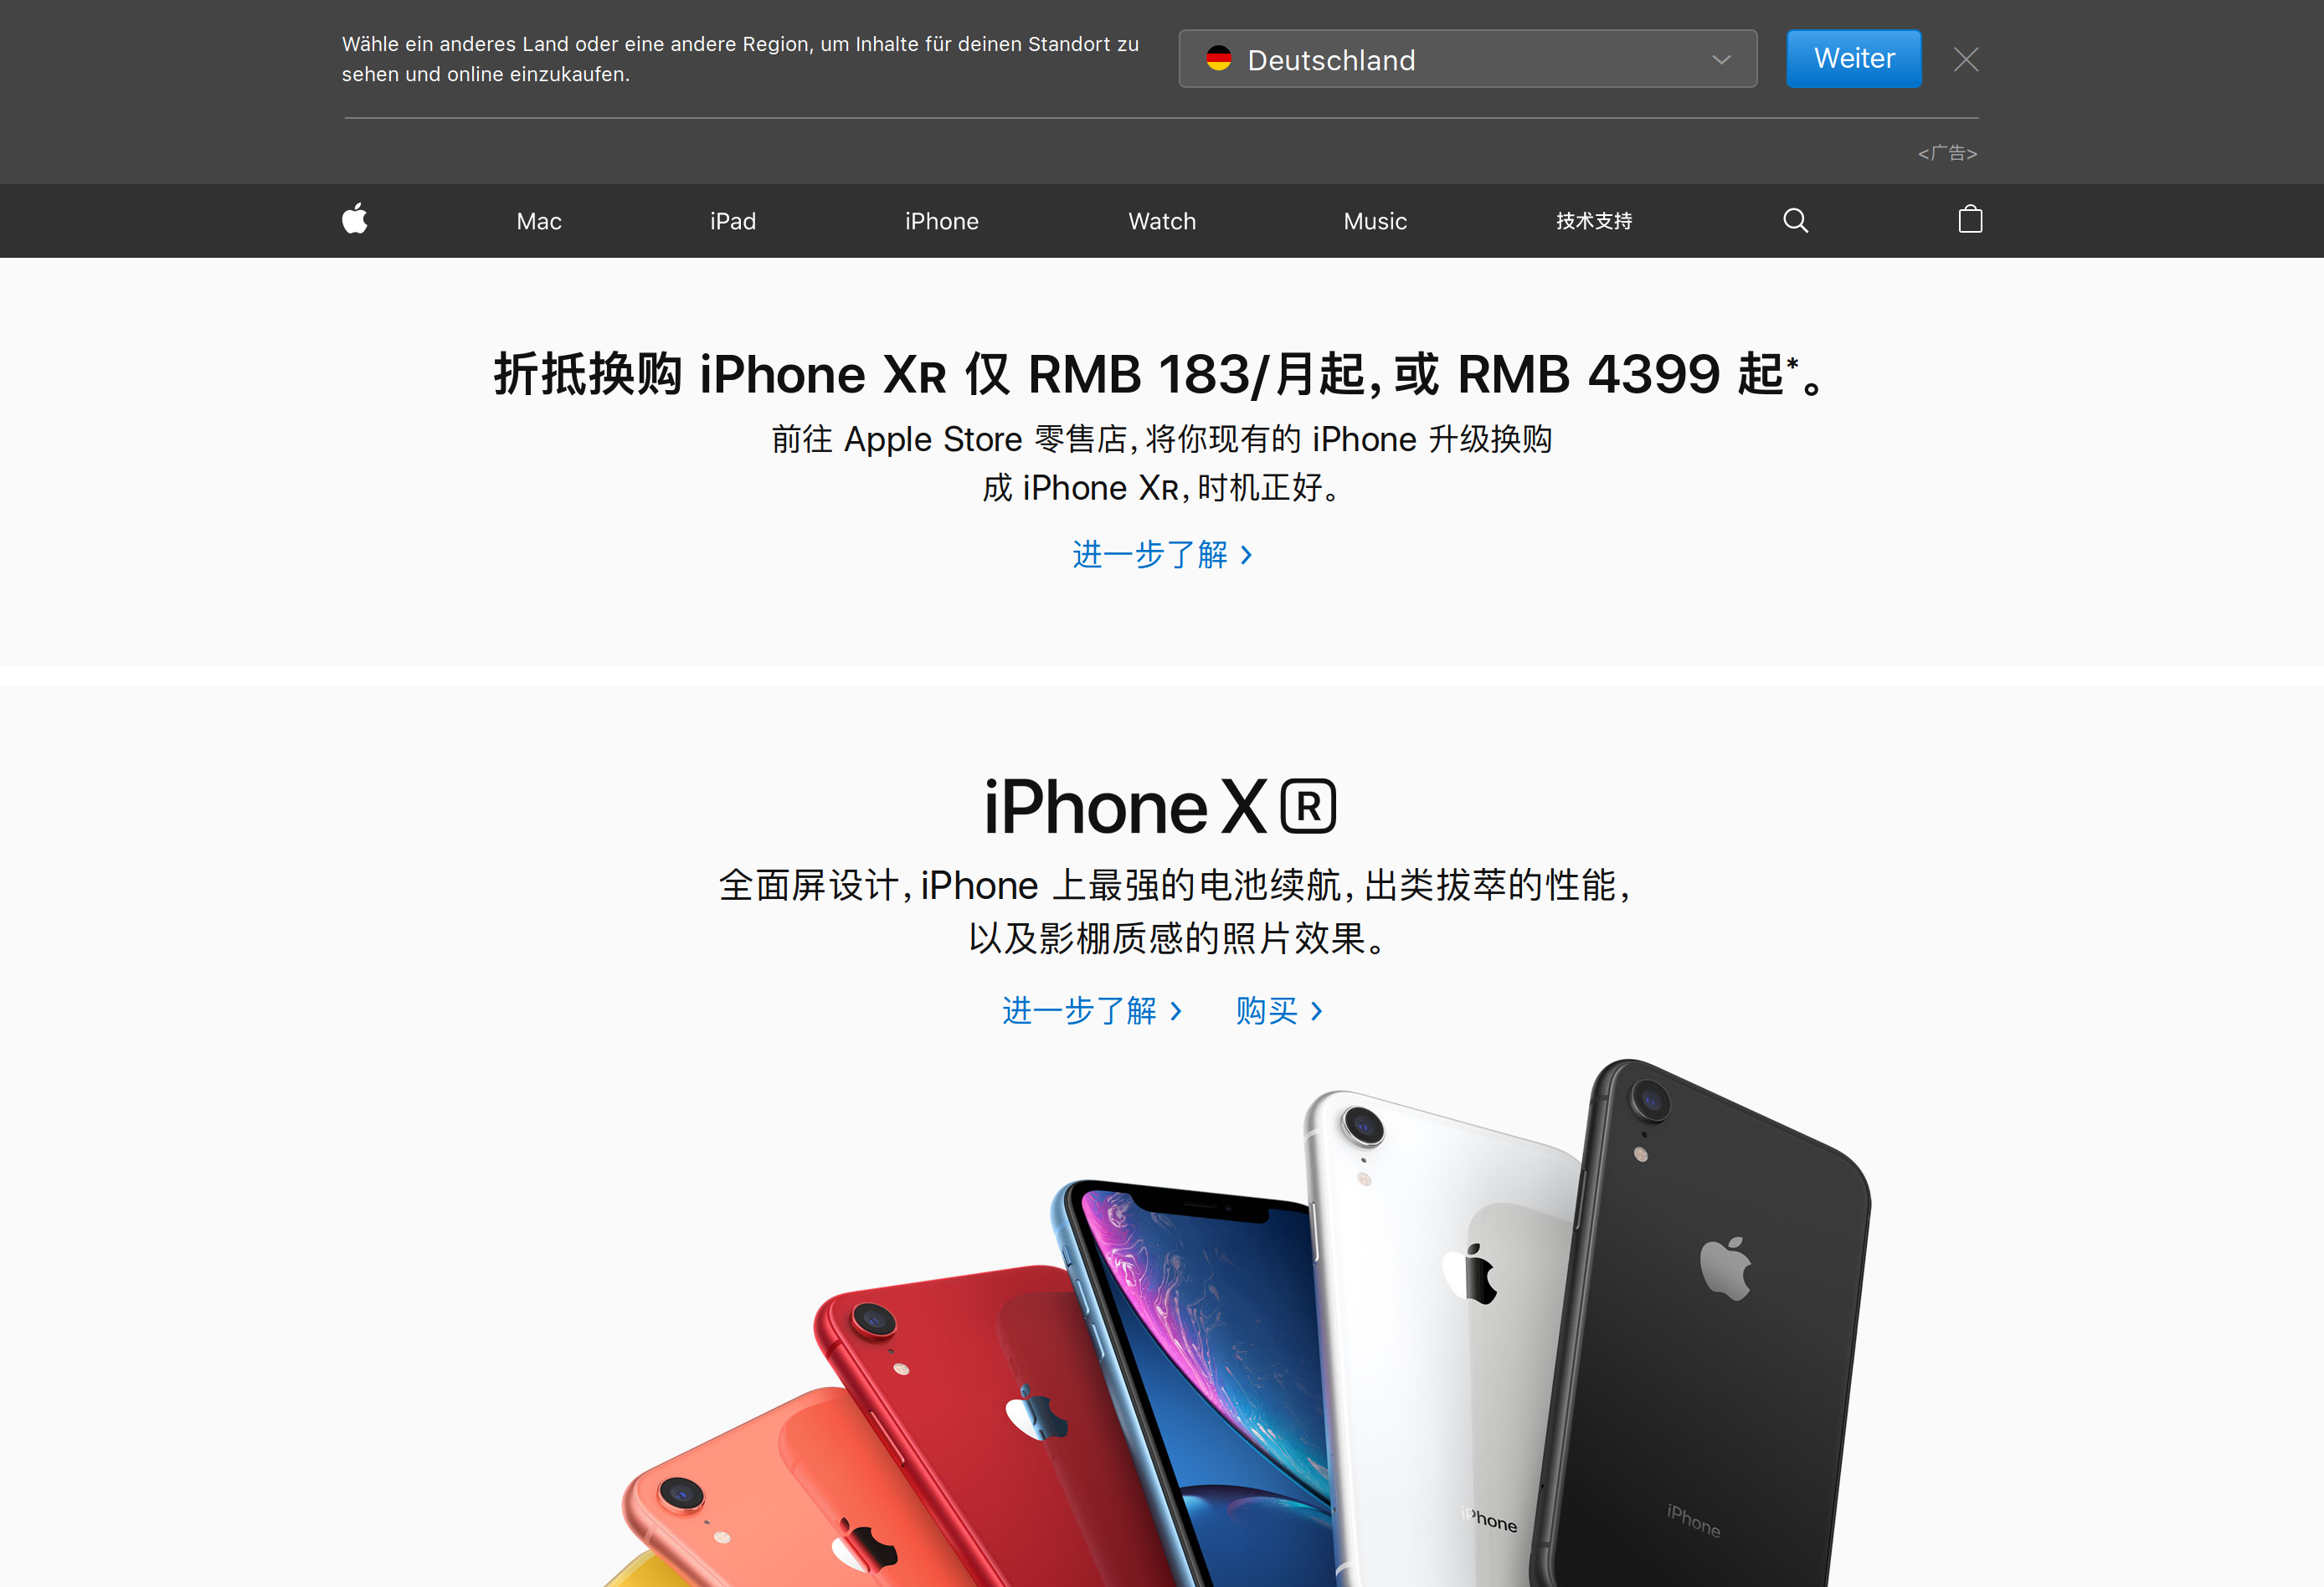 Wähle ein anderes Land oder eine andere Region, um Inhalte für deinen Standort zu
sehen und online einzukaufen.
Deutschland
Weiter
<广告>
Mac
iPad
iPhone
Watch
Music
技术支持
折抵换购 iPhone XR 仅 RMB 183/月起，或 RMB 4399 起*。
前往 Apple Store 零售店，将你现有的 iPhone 升级换购
成 iPhone XR，时机正好。
进一步了解 >
iPhone XR
全面屏设计，iPhone 上最强的电池续航，出类拔萃的性能，
以及影棚质感的照片效果。
进一步了解 >
购买 >
iPhone
iPhone